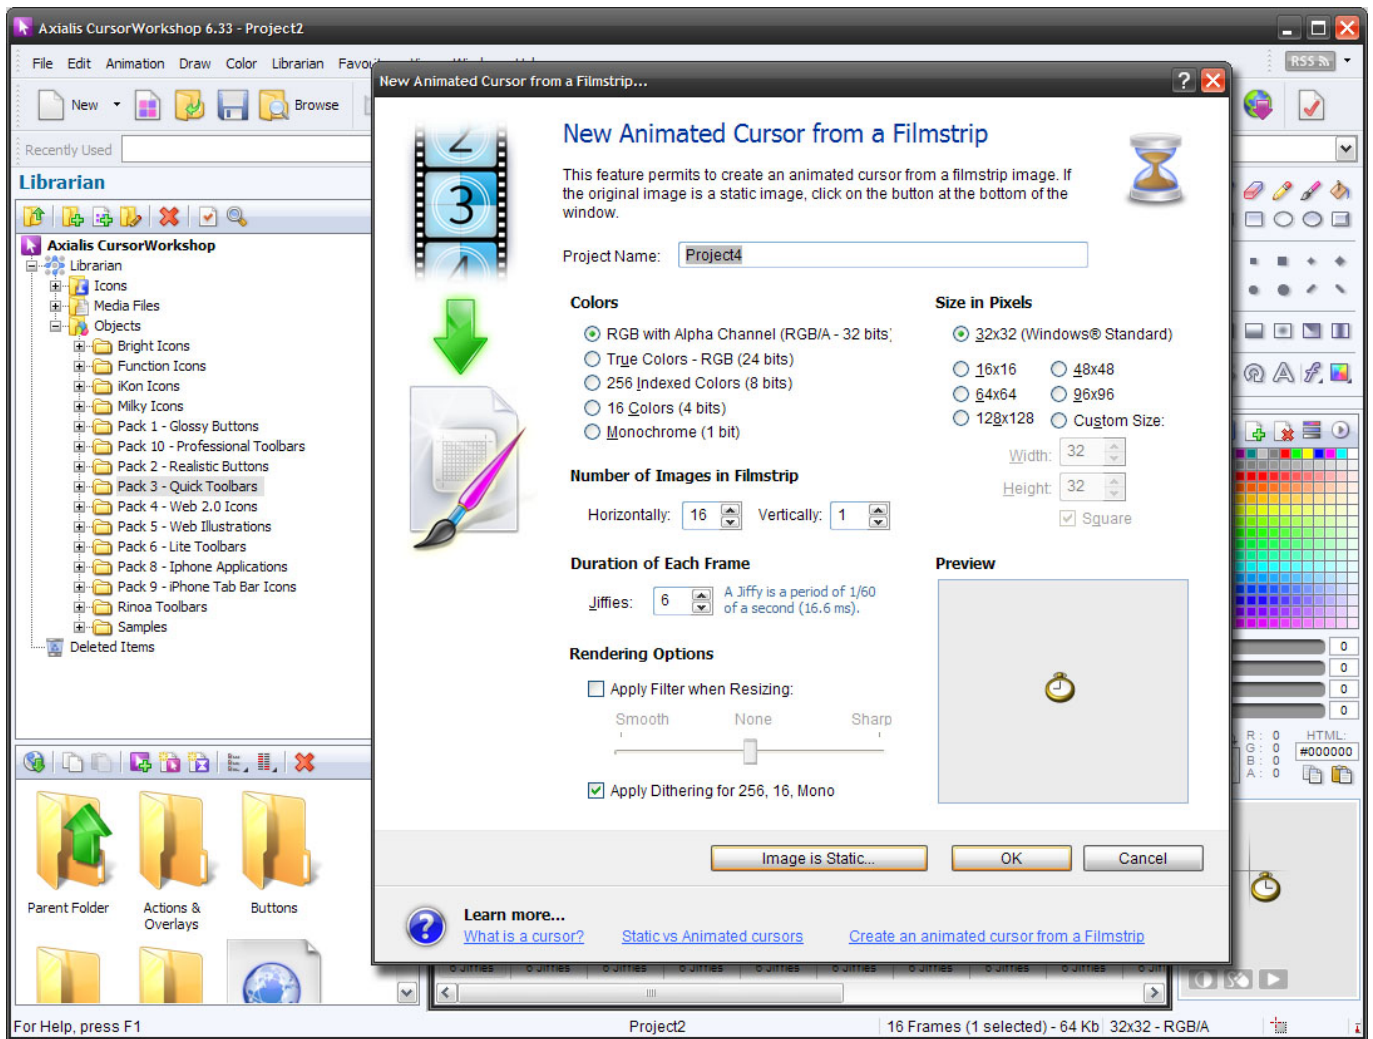 Axialis CursorWorkshop 6.33 - Project2
File Edit Animation Draw Color Librarian
RSS
New
Browse
Recently Used
Librarian
Axialis CursorWorkshop
Librarian
Icons
Media Files
Objects
Bright Icons
Function Icons
iKon Icons
Milky Icons
Pack 1 - Glossy Buttons
Pack 10 - Professional Toolbars
Pack 2 - Realistic Buttons
Pack 3 - Quick Toolbars
Pack 4 - Web 2.0 Icons
Pack 5 - Web Illustrations
Pack 6 - Lite Toolbars
Pack 8 - Iphone Applications
Pack 9 - iPhone Tab Bar Icons
Rinoa Toolbars
Samples
Deleted Items
Parent Folder
Actions &
Overlays
Buttons
New Animated Cursor from a Filmstrip...
2
3
4
New Animated Cursor from a Filmstrip
This feature permits to create an animated cursor from a filmstrip image. If
the original image is a static image, click on the button at the bottom of the
window.
Project Name: Project4
Colors
RGB with Alpha Channel (RGB/A - 32 bits)
True Colors - RGB (24 bits)
256 Indexed Colors (8 bits)
16 Colors (4 bits)
Monochrome (1 bit)
Size in Pixels
32x32 (Windows® Standard)
16x16 48x48
64x64 96x96
128x128 Custom Size:
Width: 32
Height: 32
Square
Number of Images in Filmstrip
Horizontally: 16 Vertically: 1
Duration of Each Frame
Jiffies: 6
A Jiffy is a period of 1/60
of a second (16.6 ms).
Rendering Options
Apply Filter when Resizing:
Smooth None Sharp
Apply Dithering for 256, 16, Mono
Preview
Image is Static... OK Cancel
Learn more...
What is a cursor? Static vs Animated cursors Create an animated cursor from a Filmstrip
0
0
0
0
R: 0
G: 0
B: 0
A: 0
HTML:
#000000
For Help, press F1
Project2
16 Frames (1 selected) - 64 Kb
32x32 - RGB/A